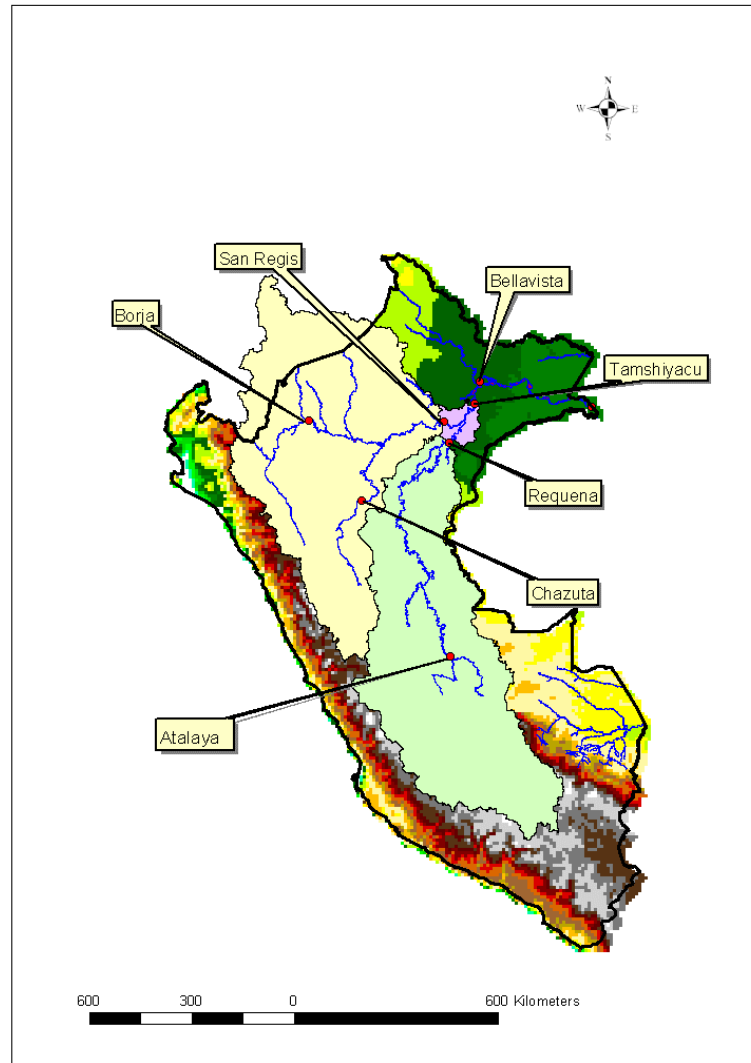 N
W E
S
San Regis
Bellavista
Borja
Tamshiyacu
Requena
Chazuta
Atalaya
600 300 0 600 Kilometers